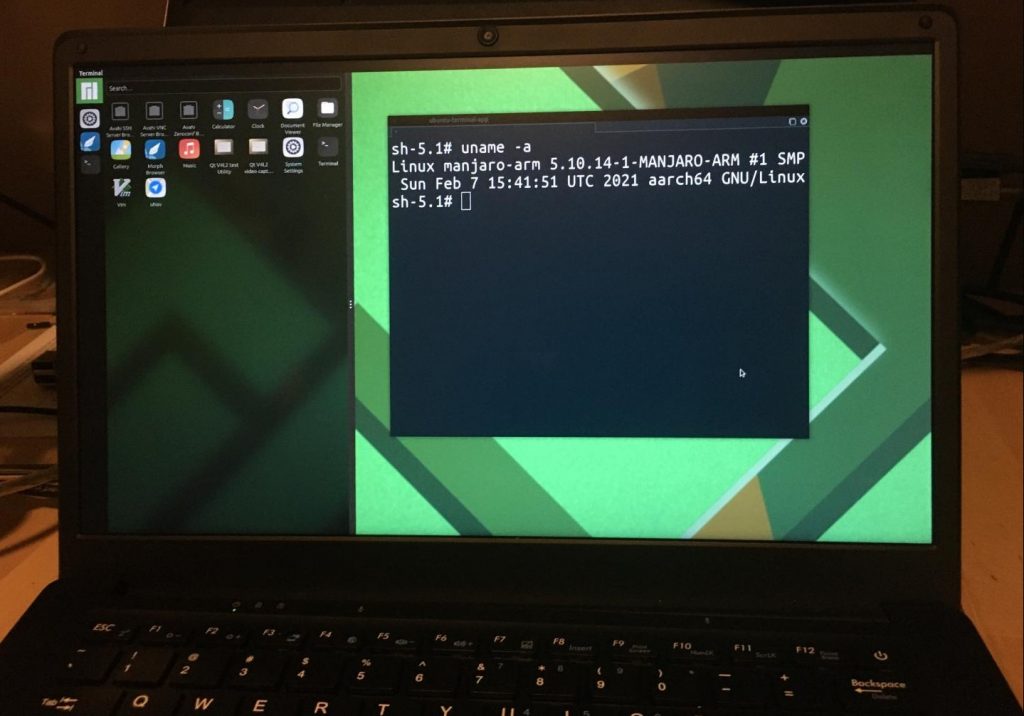 Terminal
Search...
Avahi SSH Server Bro...
Avahi VNC Server Bro...
Avahi Zeroconf B...
Calculator
Clock
Document Viewer
File Manager
Gallery
Morph Browser
Music
Qt V4L2 test Utility
Qt V4L2 video capt...
System Settings
Terminal
Vim
uNav
ubuntu-terminal-app
sh-5.1# uname -a
Linux manjaro-arm 5.10.14-1-MANJARO-ARM #1 SMP
Sun Feb 7 15:41:51 UTC 2021 aarch64 GNU/Linux
sh-5.1#
ESC F1 F2 F3 F4 F5 F6 F7 F8 Insert F9 F10 NumLK F11 ScrLK F12
~ ! @ # $ % ^ & * ( ) — +
1 2 3 4 5 6 7 8 9 0 - = Backspace
Tab Q W E R T Y U I